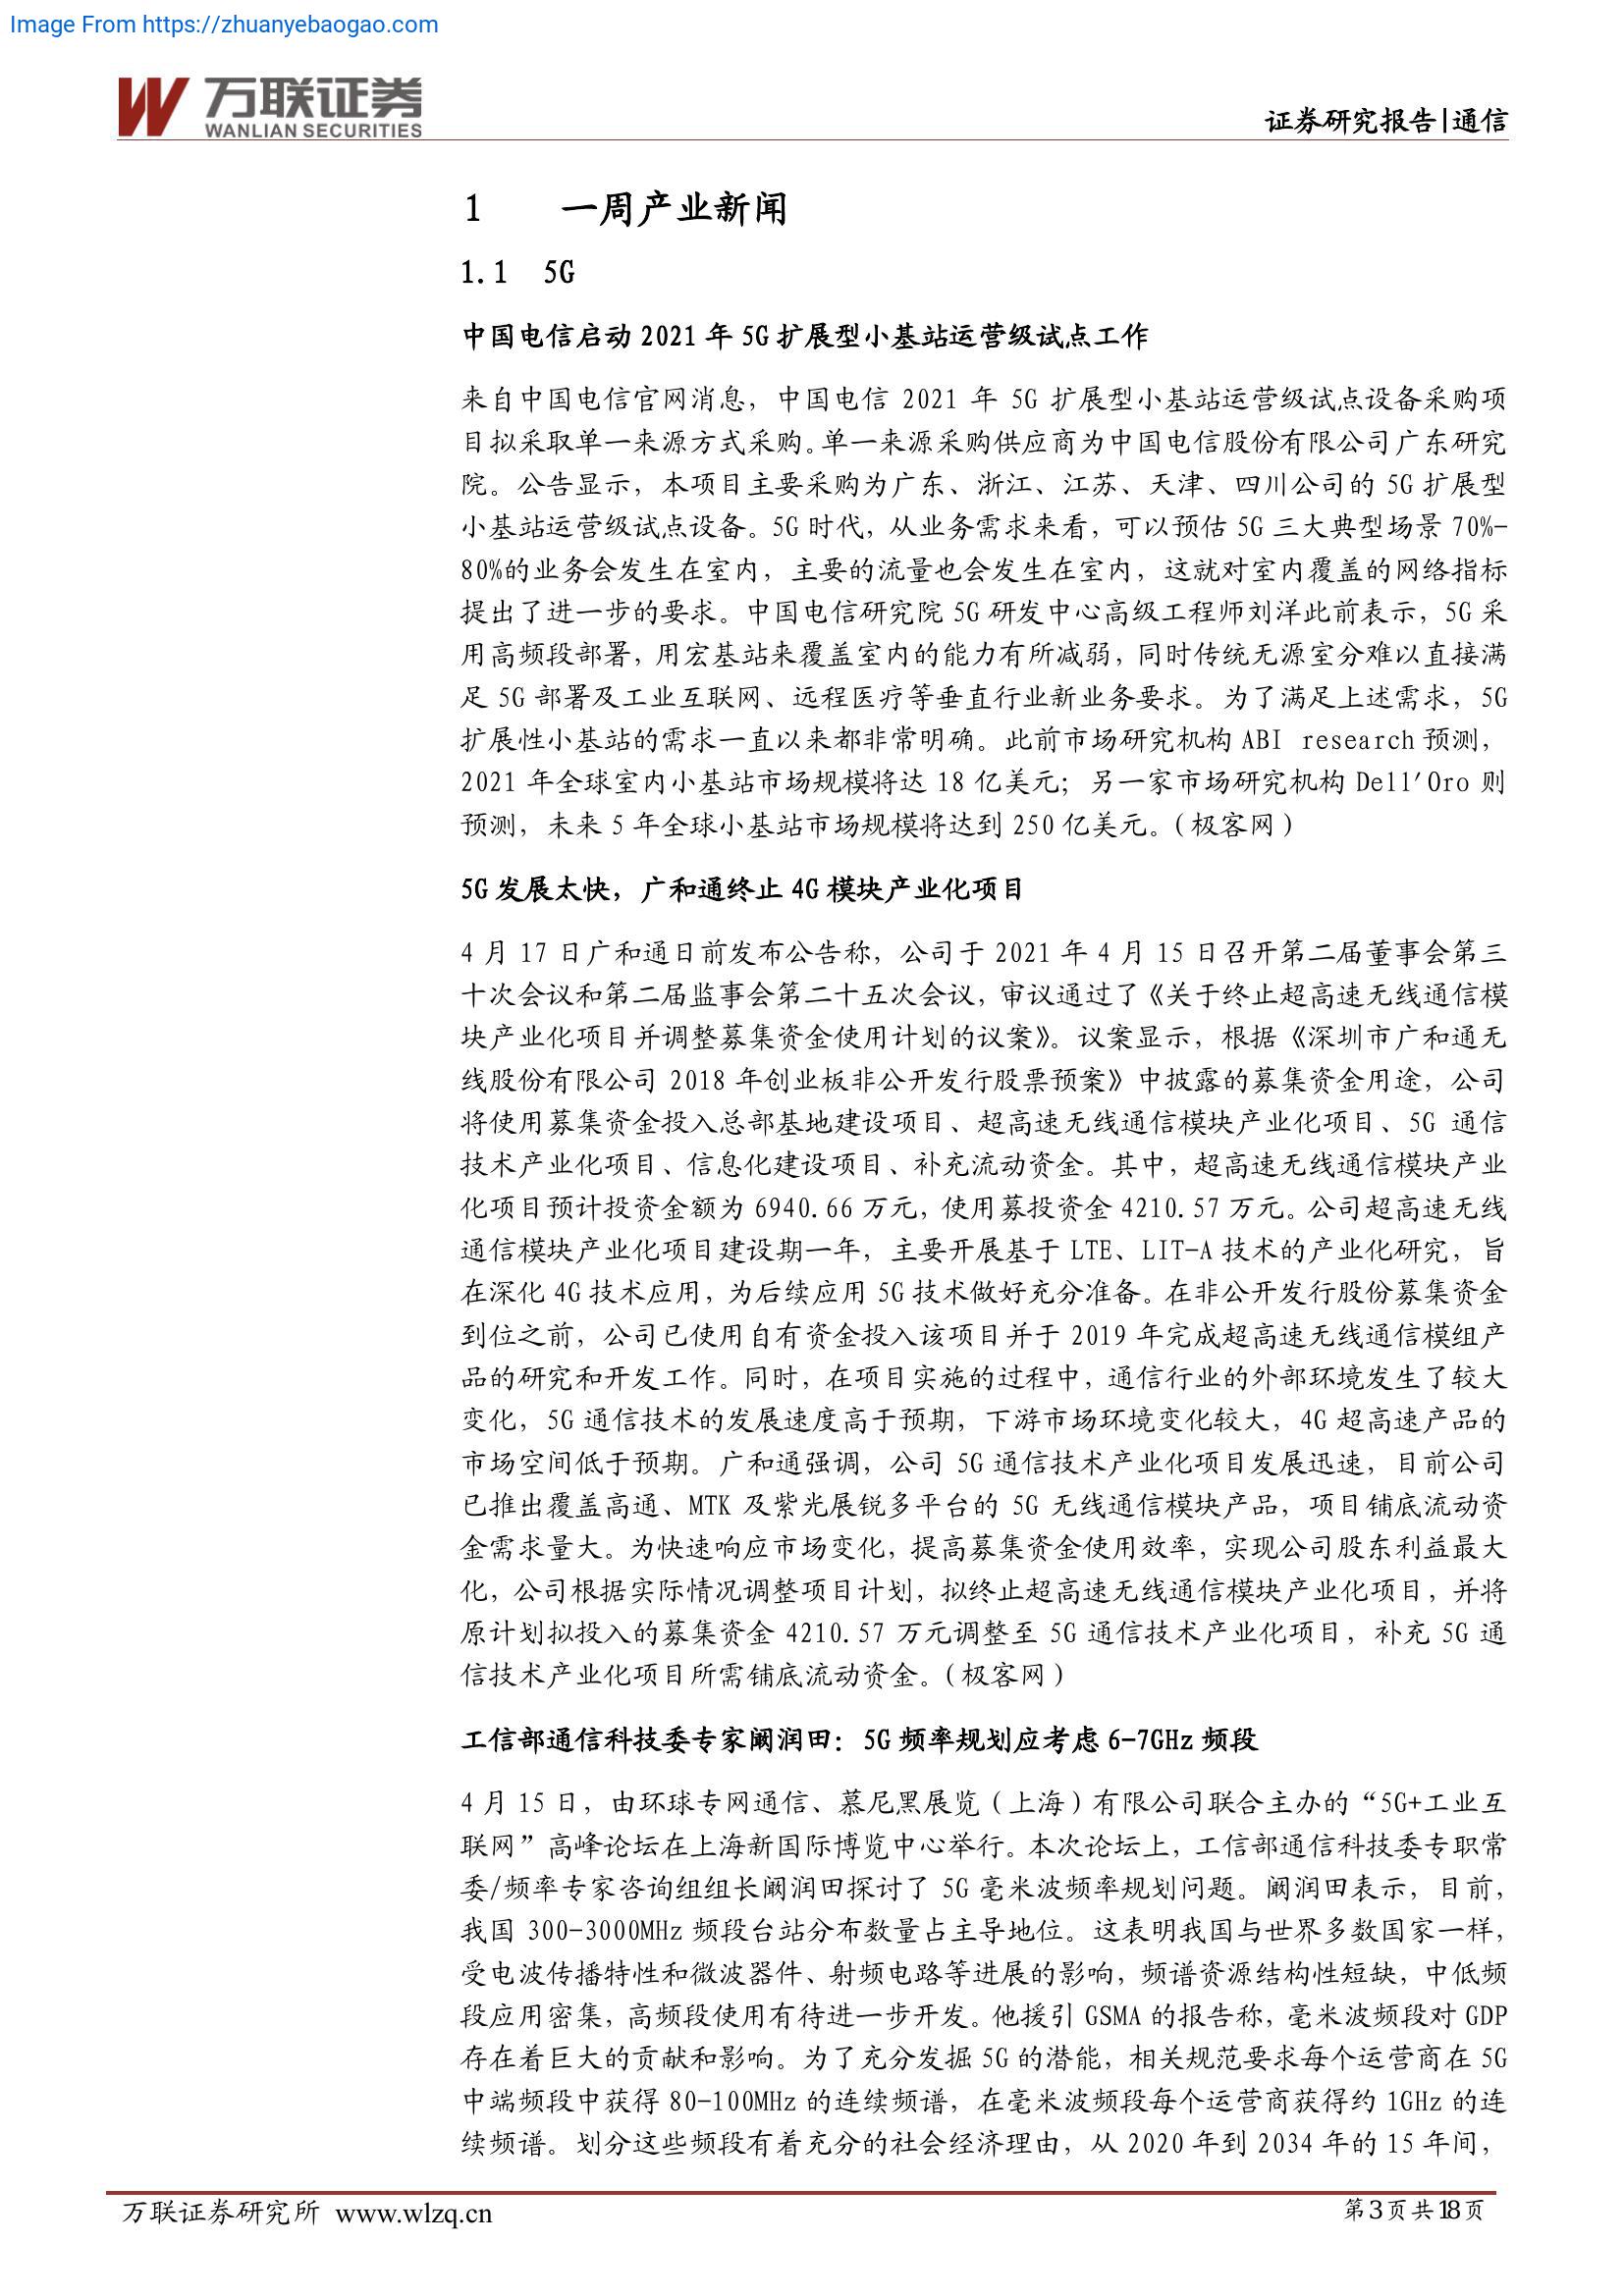 Image From https://zhuanyebaogao.com
万联证券
WANLIAN SECURITIES
证券研究报告|通信
1 一周产业新闻
1.1 5G
中国电信启动 2021 年 5G 扩展型小基站运营级试点工作
来自中国电信官网消息，中国电信 2021 年 5G 扩展型小基站运营级试点设备采购项
目拟采取单一来源方式采购。单一来源采购供应商为中国电信股份有限公司广东研究
院。公告显示，本项目主要采购为广东、浙江、江苏、天津、四川公司的 5G 扩展型
小基站运营级试点设备。5G 时代，从业务需求来看，可以预估 5G 三大典型场景 70%-
80%的业务会发生在室内，主要的流量也会发生在室内，这就对室内覆盖的网络指标
提出了进一步的要求。中国电信研究院 5G 研发中心高级工程师刘洋此前表示，5G 采
用高频段部署，用宏基站来覆盖室内的能力有所减弱，同时传统无源室分难以直接满
足 5G 部署及工业互联网、远程医疗等垂直行业新业务要求。为了满足上述需求，5G
扩展性小基站的需求一直以来都非常明确。此前市场研究机构 ABI research 预测，
2021 年全球室内小基站市场规模将达 18 亿美元；另一家市场研究机构 Dell'Oro 则
预测，未来 5 年全球小基站市场规模将达到 250 亿美元。（极客网）
5G 发展太快，广和通终止 4G 模块产业化项目
4 月 17 日广和通日前发布公告称，公司于 2021 年 4 月 15 日召开第二届董事会第三
十次会议和第二届监事会第二十五次会议，审议通过了《关于终止超高速无线通信模
块产业化项目并调整募集资金使用计划的议案》。议案显示，根据《深圳市广和通无
线股份有限公司 2018 年创业板非公开发行股票预案》中披露的募集资金用途，公司
将使用募集资金投入总部基地建设项目、超高速无线通信模块产业化项目、5G 通信
技术产业化项目、信息化建设项目、补充流动资金。其中，超高速无线通信模块产业
化项目预计投资金额为 6940.66 万元，使用募投资金 4210.57 万元。公司超高速无线
通信模块产业化项目建设期一年，主要开展基于 LTE、LIT-A 技术的产业化研究，旨
在深化 4G 技术应用，为后续应用 5G 技术做好充分准备。在非公开发行股份募集资金
到位之前，公司已使用自有资金投入该项目并于 2019 年完成超高速无线通信模组产
品的研究和开发工作。同时，在项目实施的过程中，通信行业的外部环境发生了较大
变化，5G 通信技术的发展速度高于预期，下游市场环境变化较大，4G 超高速产品的
市场空间低于预期。广和通强调，公司 5G 通信技术产业化项目发展迅速，目前公司
已推出覆盖高通、MTK 及紫光展锐多平台的 5G 无线通信模块产品，项目铺底流动资
金需求量大。为快速响应市场变化，提高募集资金使用效率，实现公司股东利益最大
化，公司根据实际情况调整项目计划，拟终止超高速无线通信模块产业化项目，并将
原计划拟投入的募集资金 4210.57 万元调整至 5G 通信技术产业化项目，补充 5G 通
信技术产业化项目所需铺底流动资金。（极客网）
工信部通信科技委专家阚润田：5G 频率规划应考虑 6-7GHz 频段
4 月 15 日，由环球专网通信、慕尼黑展览（上海）有限公司联合主办的“5G+工业互
联网”高峰论坛在上海新国际博览中心举行。本次论坛上，工信部通信科技委专职常
委/频率专家咨询组组长阚润田探讨了 5G 毫米波频率规划问题。阚润田表示，目前，
我国 300-3000MHz 频段台站分布数量占主导地位。这表明我国与世界多数国家一样，
受电波传播特性和微波器件、射频电路等进展的影响，频谱资源结构性短缺，中低频
段应用密集，高频段使用有待进一步开发。他援引 GSMA 的报告称，毫米波频段对 GDP
存在着巨大的贡献和影响。为了充分发掘 5G 的潜能，相关规范要求每个运营商在 5G
中端频段中获得 80-100MHz 的连续频谱，在毫米波频段每个运营商获得约 1GHz 的连
续频谱。划分这些频段有着充分的社会经济理由，从 2020 年到 2034 年的 15 年间，
万联证券研究所 www.wlzq.cn
第 3 页 共 18 页